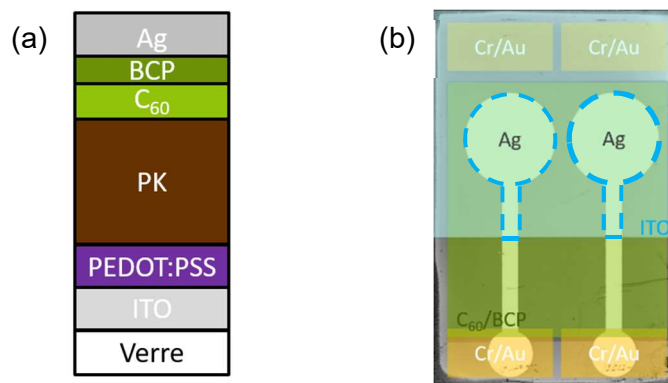 (a)
Ag
BCP
C₆₀
PK
PEDOT:PSS
ITO
Verre
(b)
Cr/Au Cr/Au
Ag Ag
ITO
C₆₀/BCP
Cr/Au Cr/Au